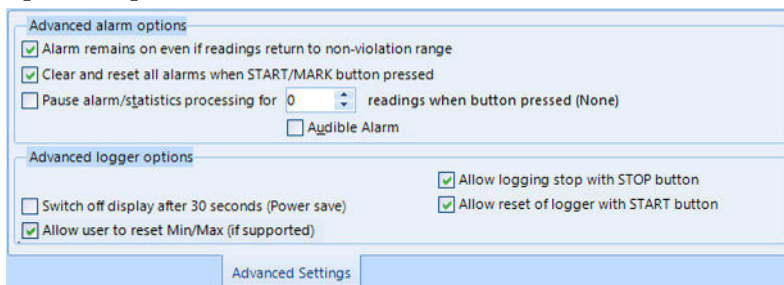 Advanced alarm options
Alarm remains on even if readings return to non-violation range
Clear and reset all alarms when START/MARK button pressed
Pause alarm/statistics processing for 0 readings when button pressed (None)
Audible Alarm
Advanced logger options
Allow logging stop with STOP button
Switch off display after 30 seconds (Power save)
Allow reset of logger with START button
Allow user to reset Min/Max (if supported)
Advanced Settings